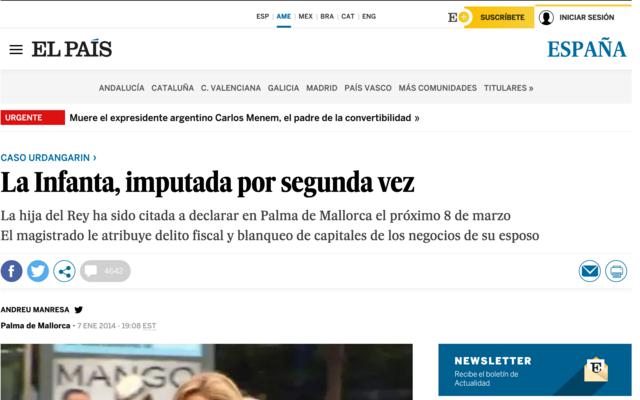 ESP AME MEX BRA CAT ENG
E+ SUSCRÍBETE INICIAR SESIÓN
EL PAÍS ESPAÑA
ANDALUCÍA CATALUÑA C. VALENCIANA GALICIA MADRID PAÍS VASCO MÁS COMUNIDADES TITULARES »
URGENTE Muere el expresidente argentino Carlos Menem, el padre de la convertibilidad »
CASO URDANGARIN ›
La Infanta, imputada por segunda vez
La hija del Rey ha sido citada a declarar en Palma de Mallorca el próximo 8 de marzo
El magistrado le atribuye delito fiscal y blanqueo de capitales de los negocios de su esposo
4642
ANDREU MANRESA
Palma de Mallorca - 7 ENE 2014 - 19:08 EST
MANGO
NEWSLETTER
Recibe el boletín de
Actualidad
E